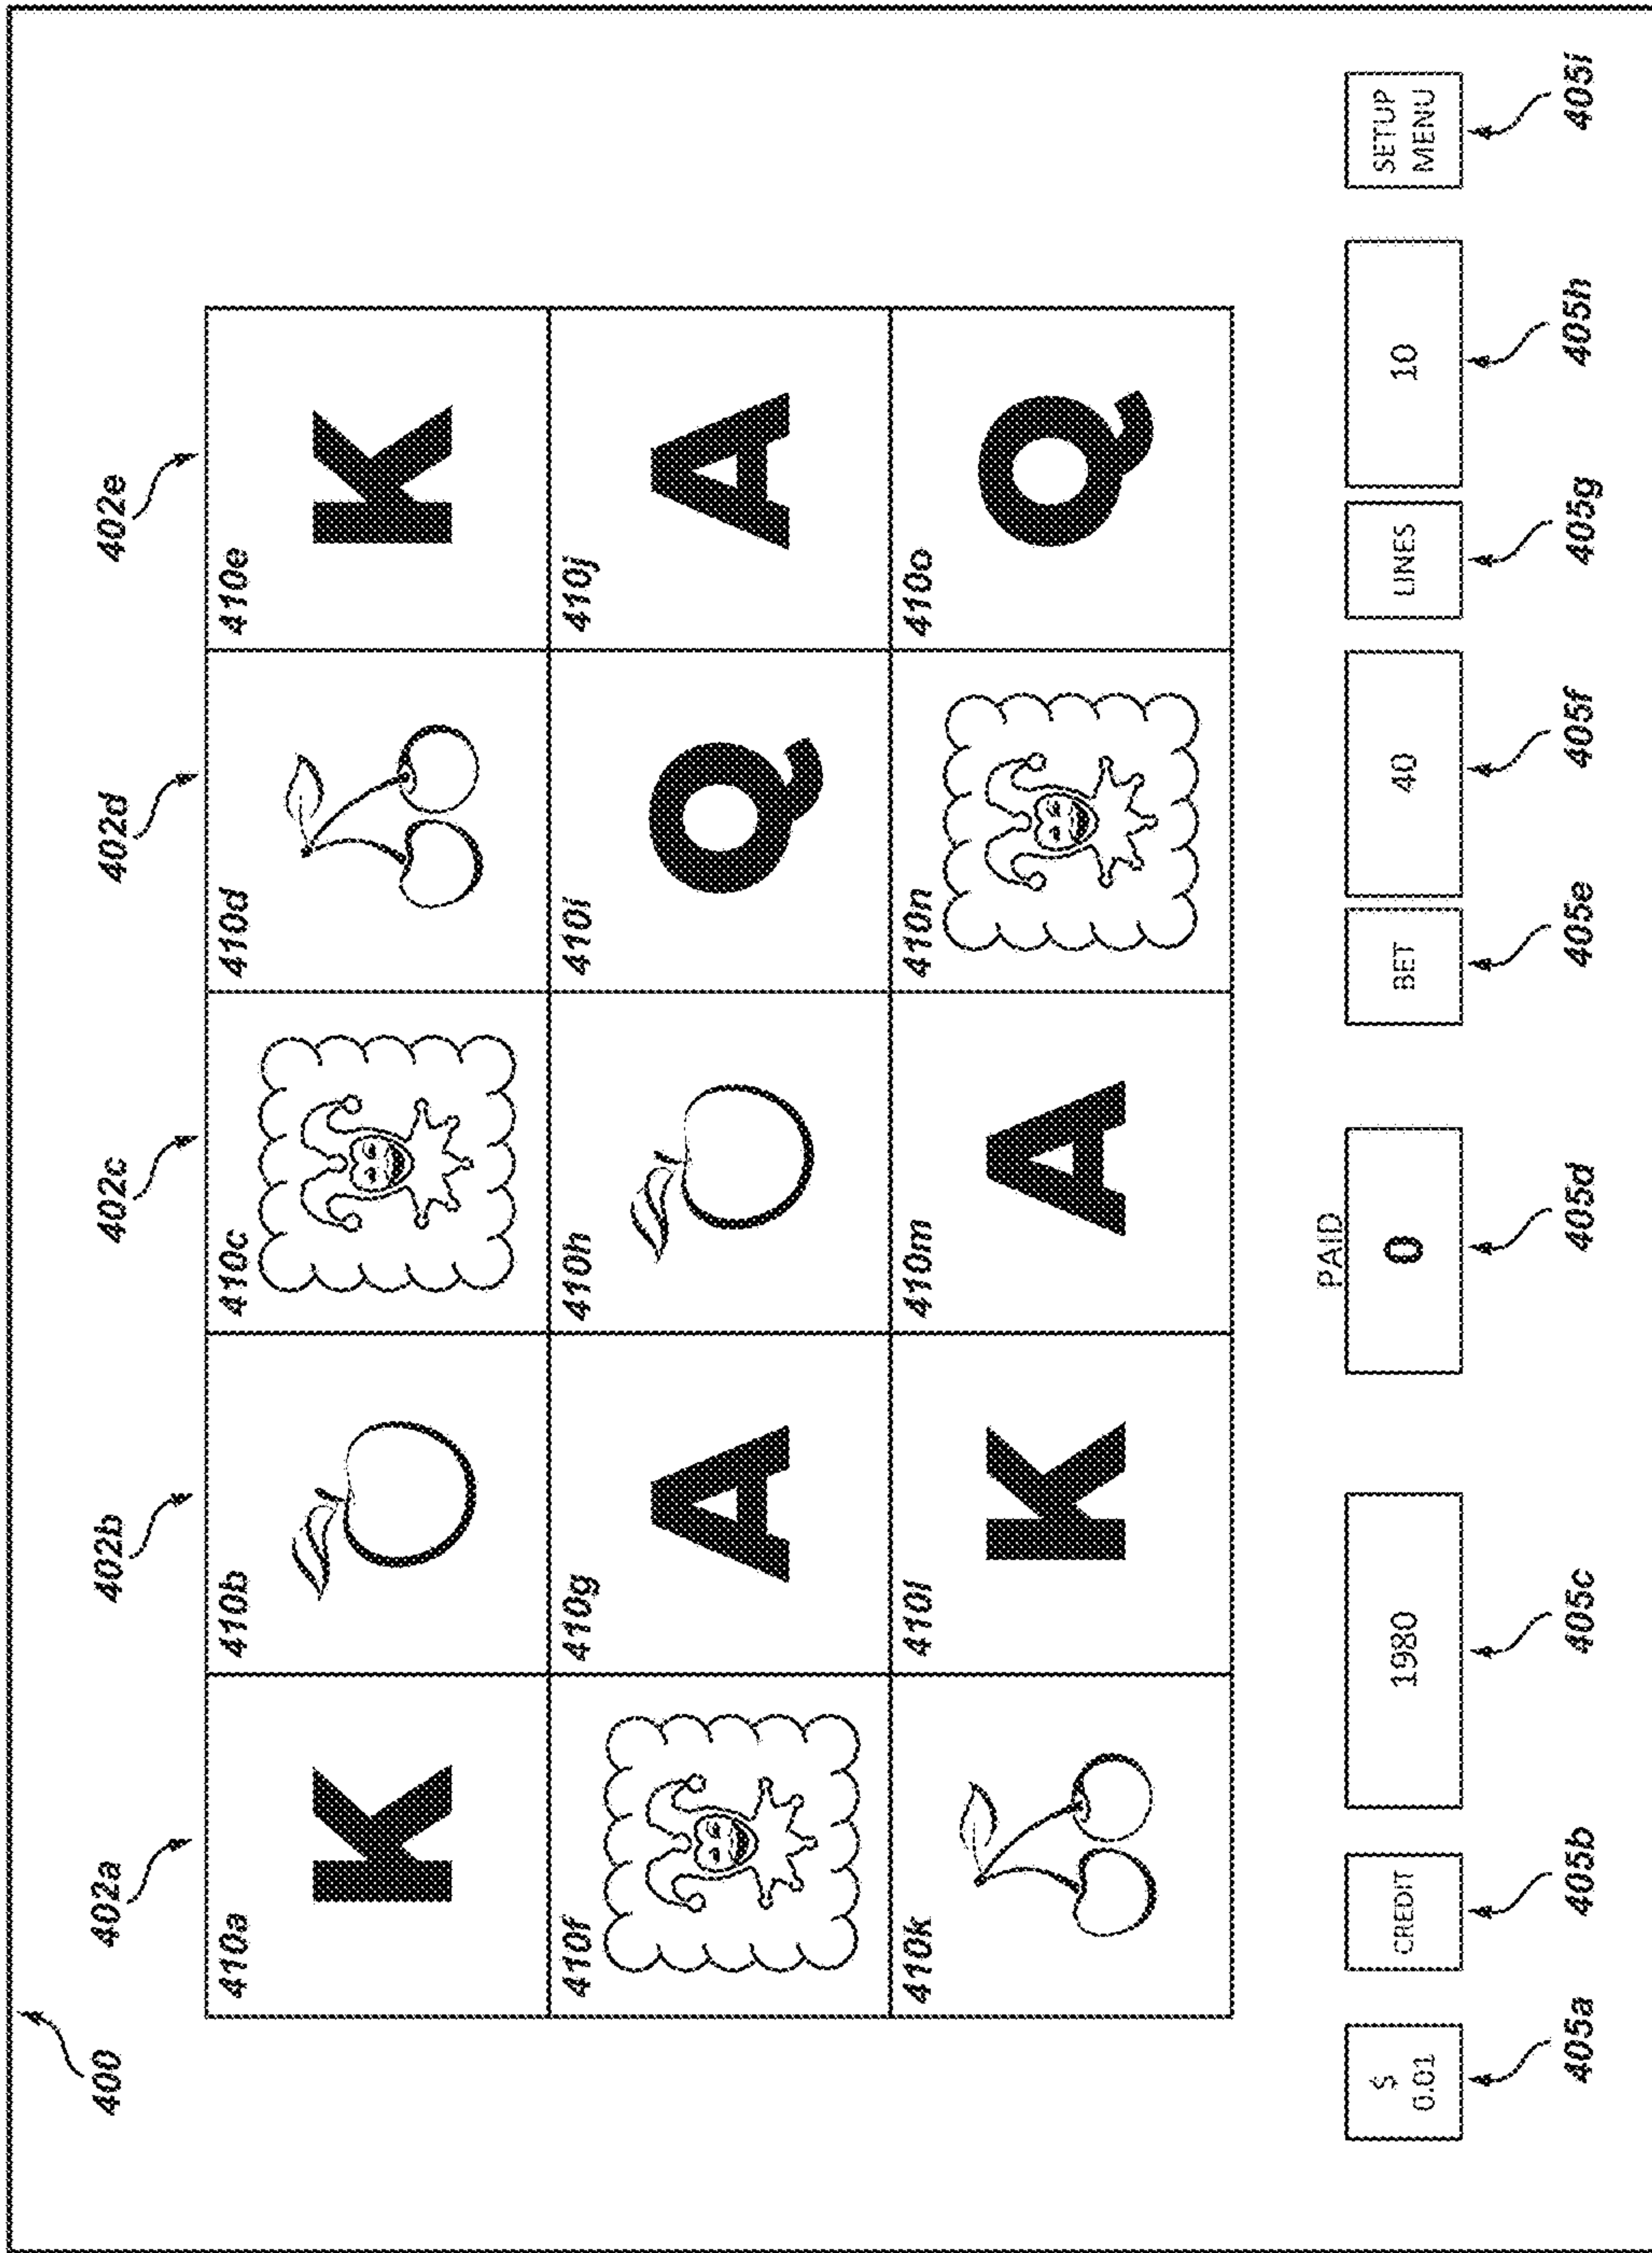 400
402a 402b 402c 402d 402e
410a 410b 410c 410d 410e
K K
410f 410g 410h 410i 410j
A Q A
410k 410l 410m 410n 410o
K A Q
PAID
$ 0.01 CREDIT 1980 0 BET 40 LINES 10 SETUP MENU
405a 405b 405c 405d 405e 405f 405g 405h 405i